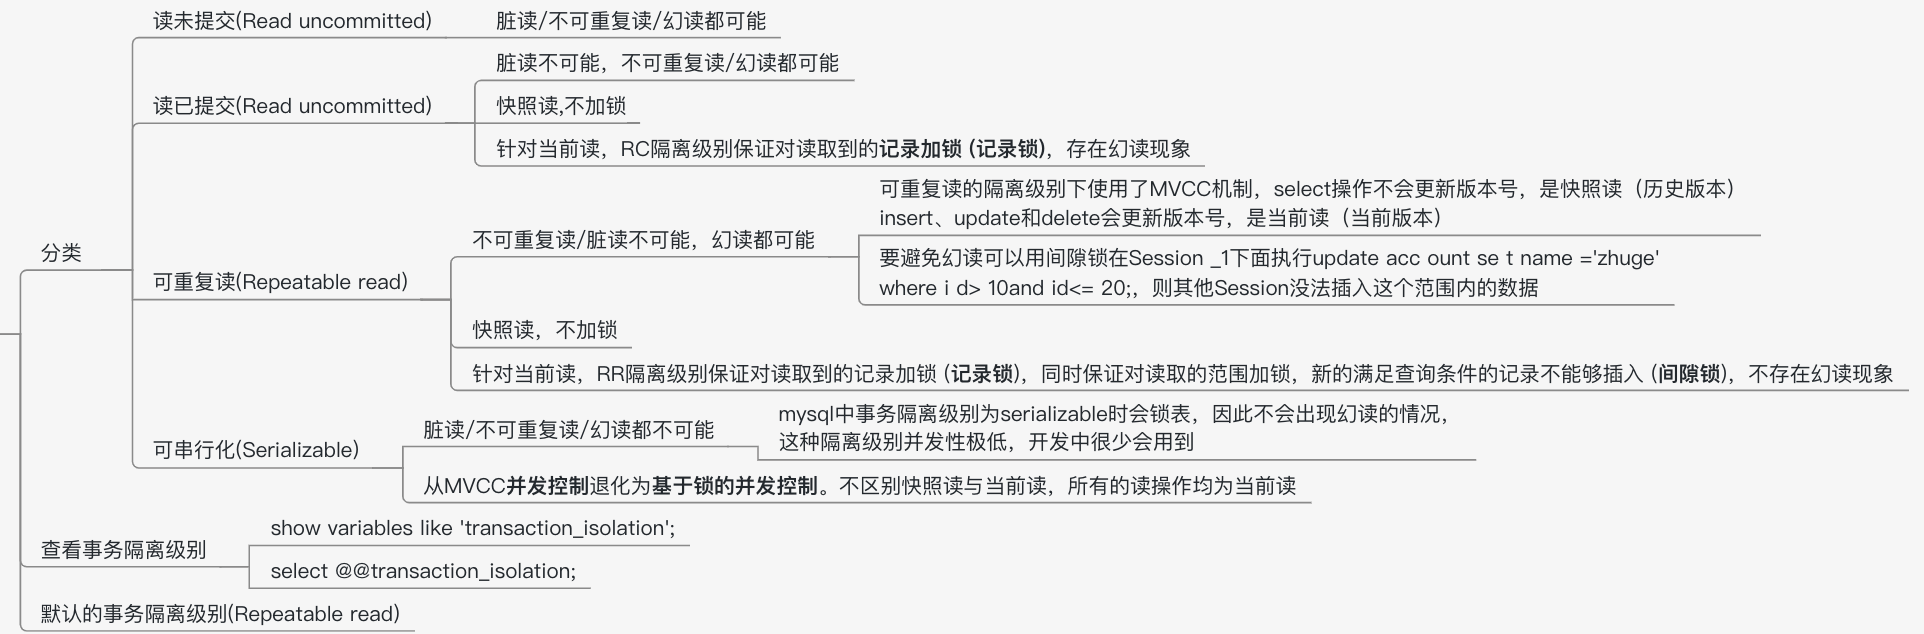 读未提交(Read uncommitted)
脏读/不可重复读/幻读都可能
读已提交(Read uncommitted)
脏读不可能，不可重复读/幻读都可能
快照读,不加锁
针对当前读，RC隔离级别保证对读取到的记录加锁 (记录锁)，存在幻读现象
分类
可重复读(Repeatable read)
不可重复读/脏读不可能，幻读都可能
可重复读的隔离级别下使用了MVCC机制，select操作不会更新版本号，是快照读（历史版本）
insert、update和delete会更新版本号，是当前读（当前版本）
要避免幻读可以用间隙锁在Session _1下面执行update acc ount se t name ='zhuge'
where i d> 10and id<= 20;，则其他Session没法插入这个范围内的数据
快照读，不加锁
针对当前读，RR隔离级别保证对读取到的记录加锁 (记录锁)，同时保证对读取的范围加锁，新的满足查询条件的记录不能够插入 (间隙锁)，不存在幻读现象
可串行化(Serializable)
脏读/不可重复读/幻读都不可能
mysql中事务隔离级别为serializable时会锁表，因此不会出现幻读的情况，
这种隔离级别并发性极低，开发中很少会用到
从MVCC并发控制退化为基于锁的并发控制。不区别快照读与当前读，所有的读操作均为当前读
查看事务隔离级别
show variables like 'transaction_isolation';
select @@transaction_isolation;
默认的事务隔离级别(Repeatable read)